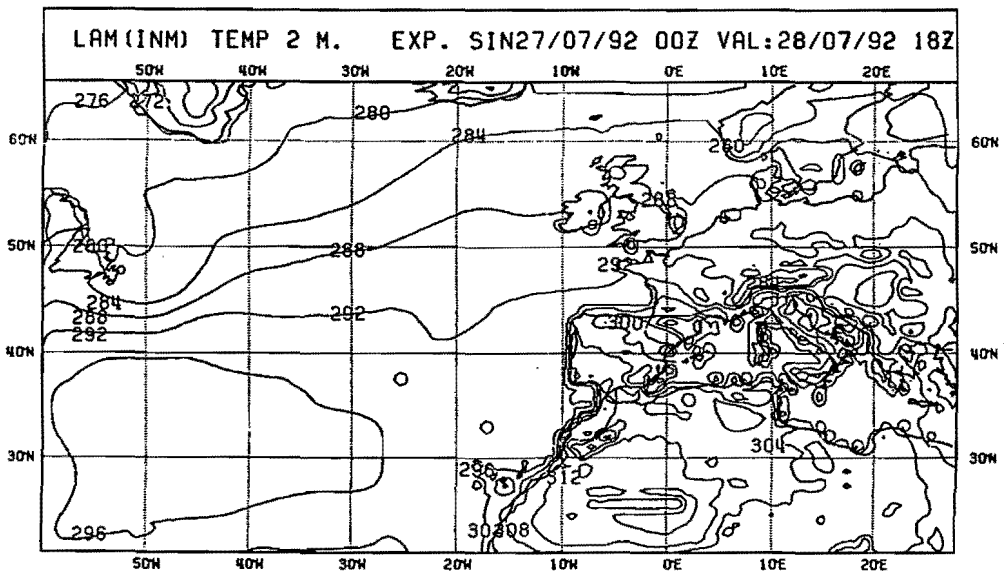 LAM(INM) TEMP 2 M. EXP. SIN27/07/92 00Z VAL:28/07/92 18Z
50W 40W 30W 20W 10W 0E 10E 20E
276 272 280
60N 284 260 60N
288
50N 280 288 50N
292
284
288 292 300
292
40N 40N
304
30N 296 312 30N
296 308
50W 40W 30W 20W 10W 0E 10E 20E